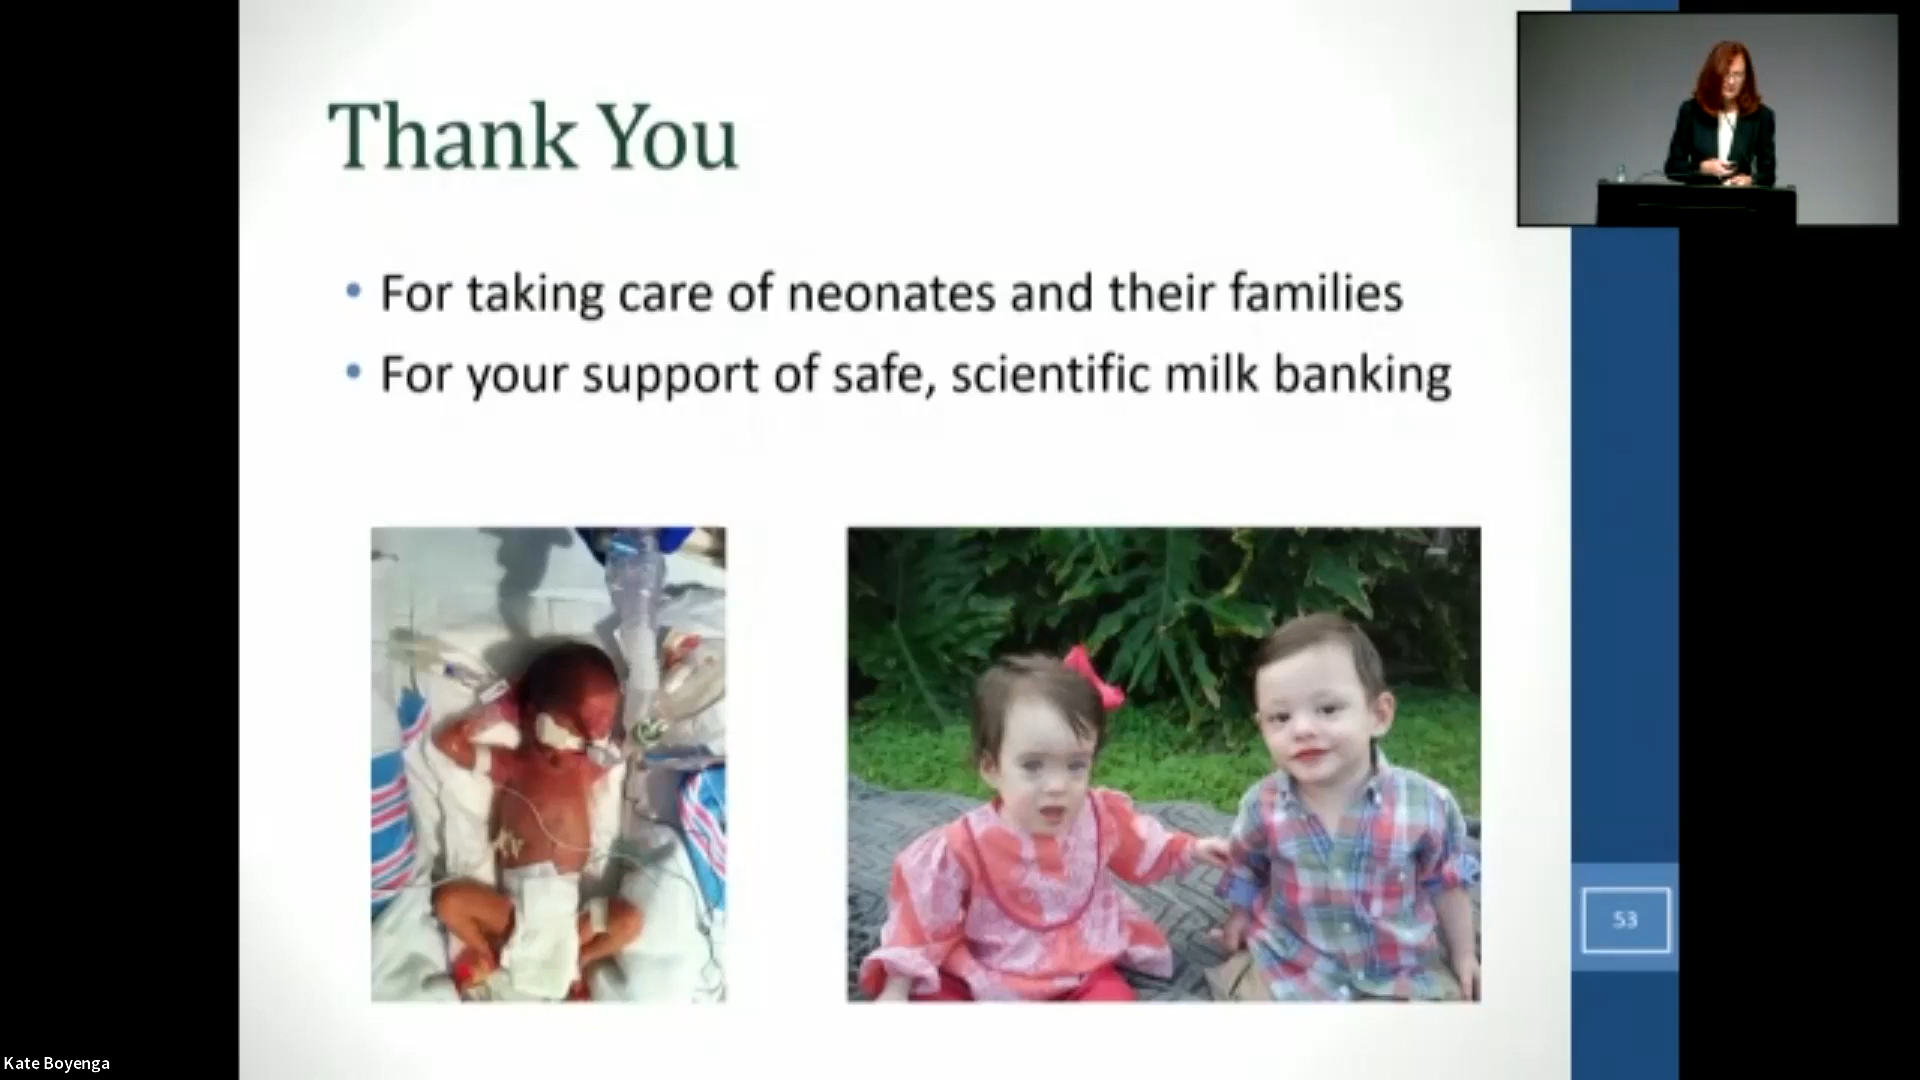 Thank You
• For taking care of neonates and their families
• For your support of safe, scientific milk banking
53
Kate Boyenga